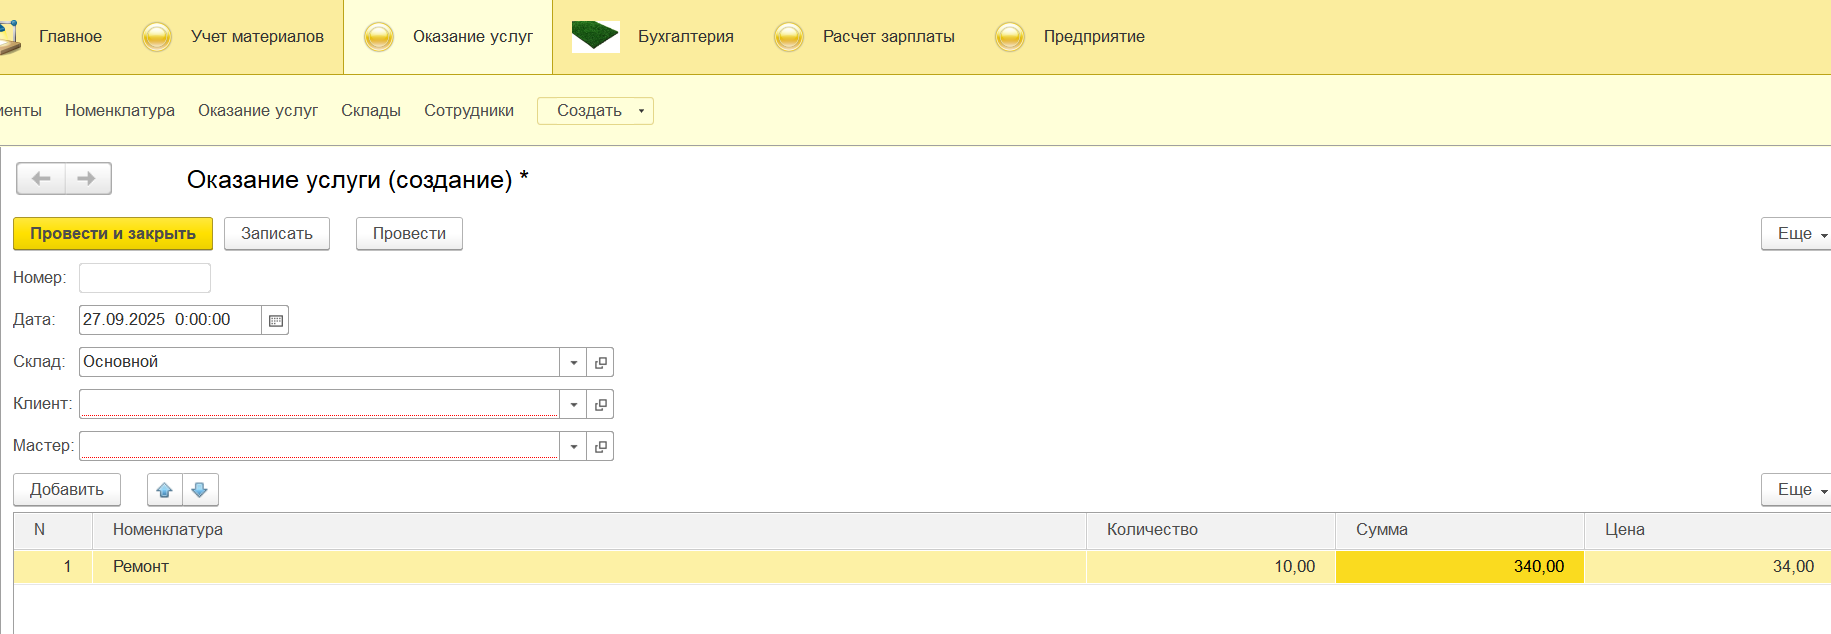 Главное Учет материалов Оказание услуг Бухгалтерия Расчет зарплаты Предприятие
Номенклатура Оказание услуг Склады Сотрудники Создать
Оказание услуги (создание) *
Провести и закрыть Записать Провести Еще
Номер:
Дата: 27.09.2025 0:00:00
Склад: Основной
Клиент:
Мастер:
Добавить Еще
N Номенклатура Количество Сумма Цена
1 Ремонт 10,00 340,00 34,00